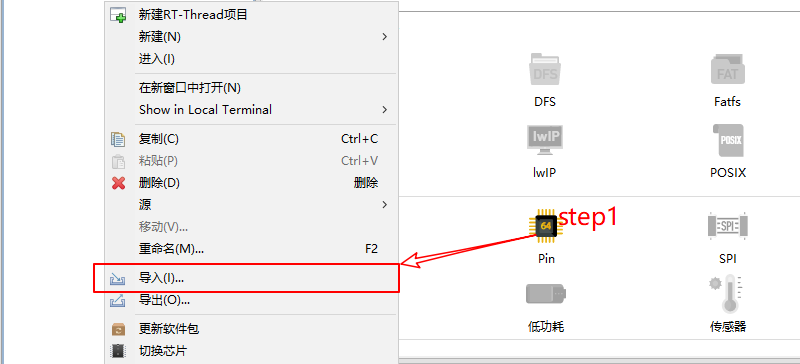 新建RT-Thread项目
新建(N)
进入(I)
在新窗口中打开(N)
Show in Local Terminal
复制(C) Ctrl+C
粘贴(P) Ctrl+V
删除(D) 删除
源
移动(V)...
重命名(M)... F2
导入(I)...
导出(O)...
更新软件包
切换芯片
DFS
FAT
DFS
Fatfs
lwIP
POSIX
lwIP
POSIX
64
step1
SPI
Pin
SPI
低功耗
传感器